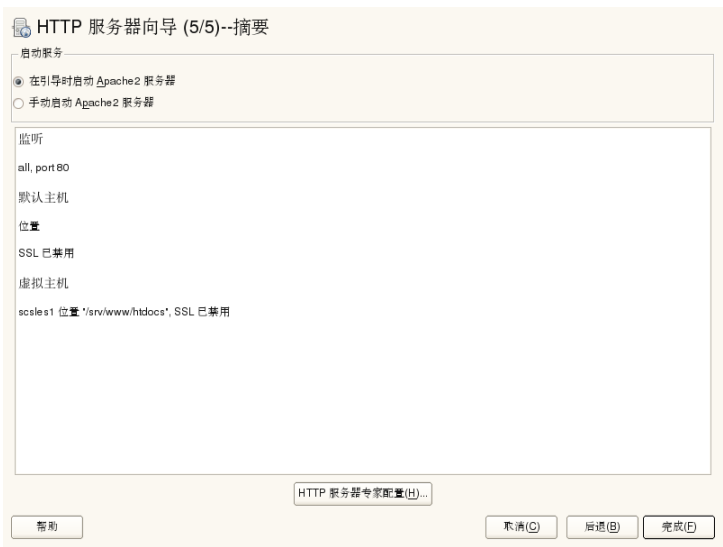 HTTP 服务器向导 (5/5)--摘要
启动服务
在引导时启动 Apache2 服务器
手动启动 Apache2 服务器
监听
all, port 80
默认主机
位置
SSL 已禁用
虚拟主机
scsles1 位置 "/srv/www/htdocs", SSL 已禁用
HTTP 服务器专家配置(H)...
帮助
取消(C)
后退(B)
完成(F)